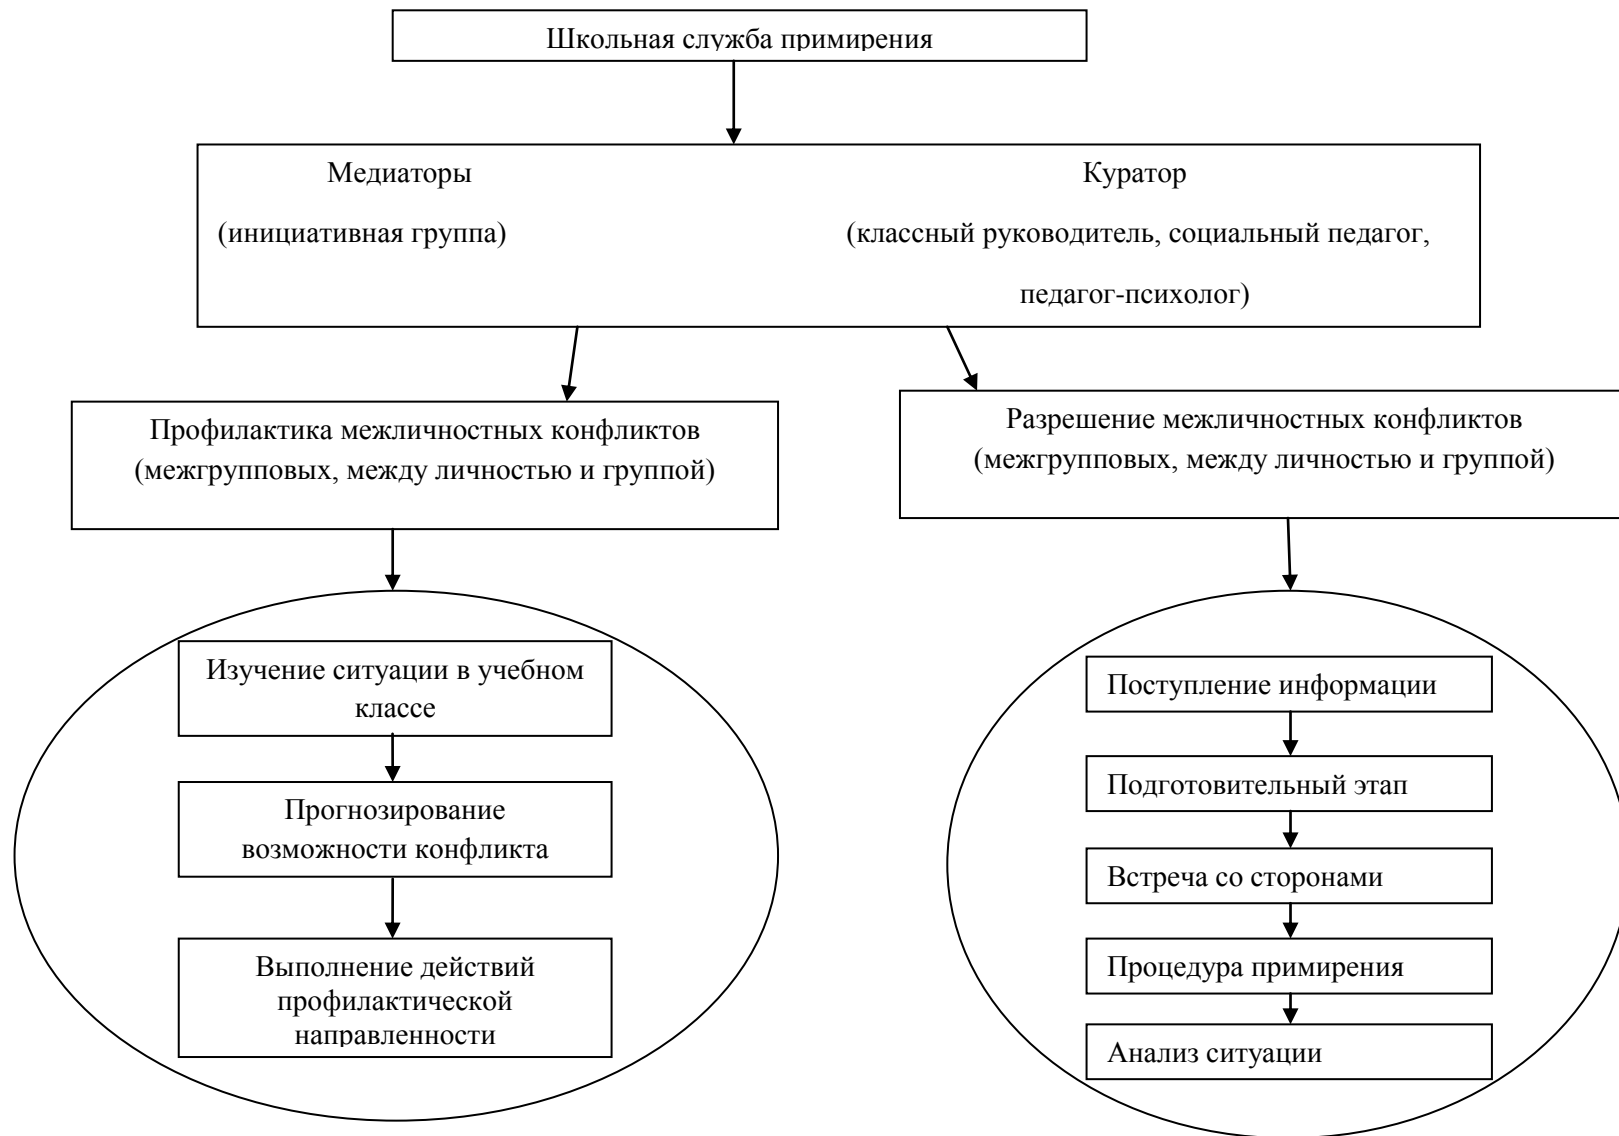 Школьная служба примирения
Медиаторы
(инициативная группа)
Куратор
(классный руководитель, социальный педагог,
педагог-психолог)
Профилактика межличностных конфликтов
(межгрупповых, между личностью и группой)
Разрешение межличностных конфликтов
(межгрупповых, между личностью и группой)
Изучение ситуации в учебном
классе
Прогнозирование
возможности конфликта
Выполнение действий
профилактической
направленности
Поступление информации
Подготовительный этап
Встреча со сторонами
Процедура примирения
Анализ ситуации